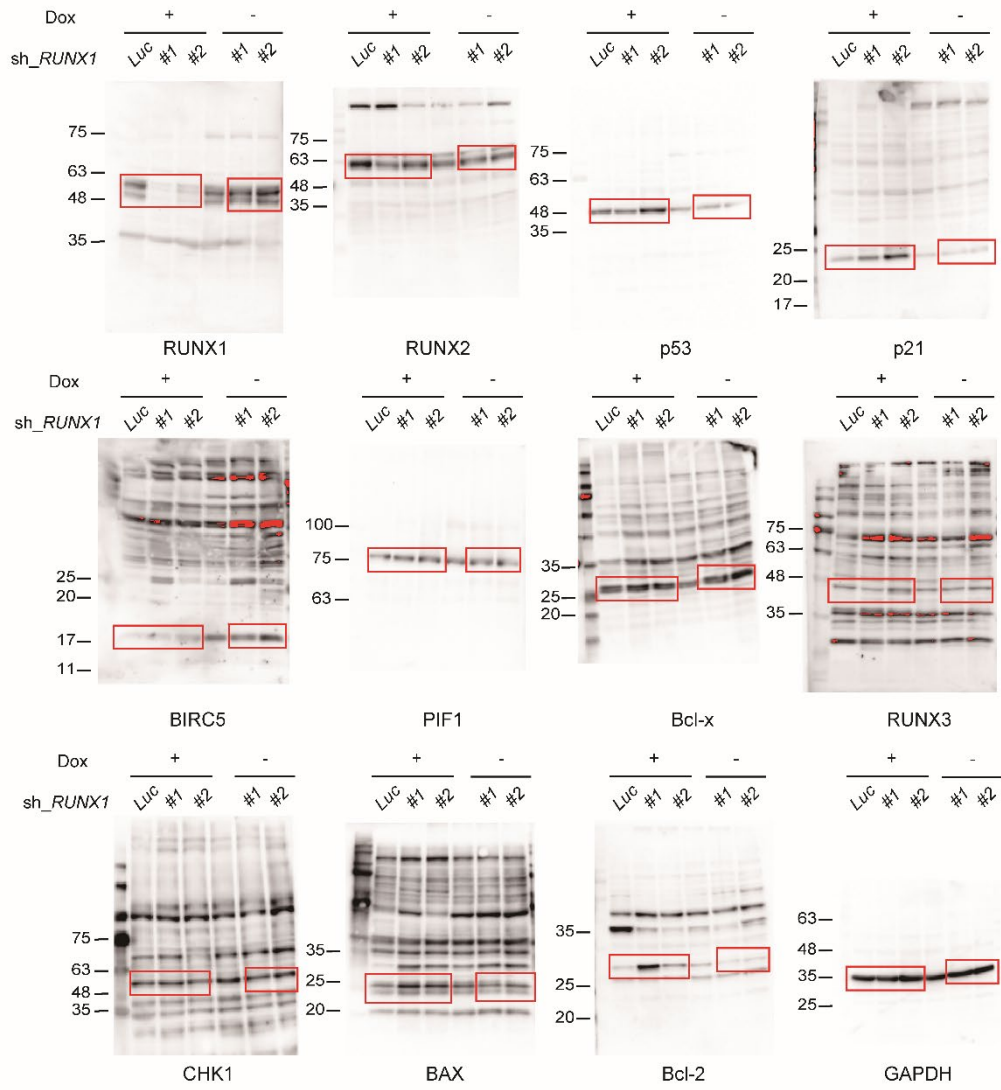 Dox + - + - + - + -
sh_RUNX1 Luc #1 #2 #1 #2 Luc #1 #2 #1 #2 Luc #1 #2 #1 #2 Luc #1 #2 #1 #2
75 63 48 35
75 63 48 35
75 63 48 35
25 20 17
RUNX1 RUNX2 p53 p21
Dox + - + - + - + -
sh_RUNX1 Luc #1 #2 #1 #2 Luc #1 #2 #1 #2 Luc #1 #2 #1 #2 Luc #1 #2 #1 #2
25 20 17 11
100 75 63
35 25 20
75 63 48 35
BIRC5 PIF1 Bcl-x RUNX3
Dox + - + - + - + -
sh_RUNX1 Luc #1 #2 #1 #2 Luc #1 #2 #1 #2 Luc #1 #2 #1 #2 Luc #1 #2 #1 #2
75 63 48 35
35 25 20
35 25 20
63 48 35 25
CHK1 BAX Bcl-2 GAPDH